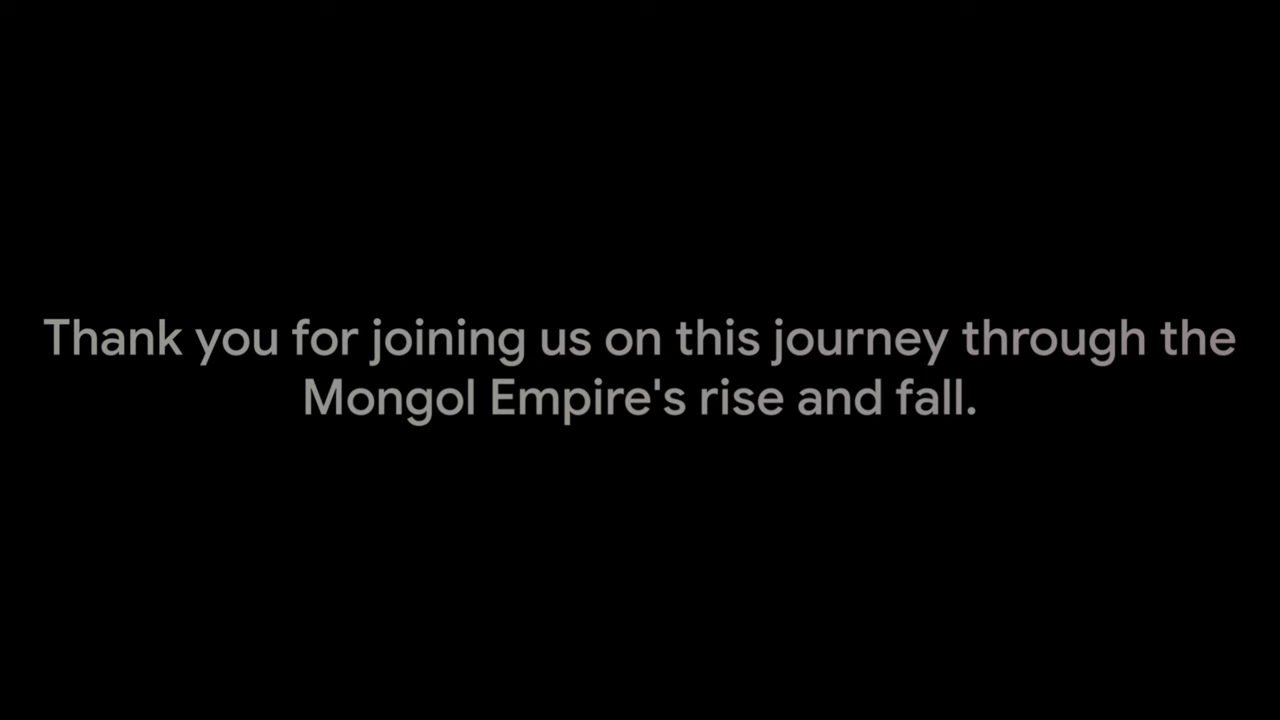 Thank you for joining us on this journey through the
Mongol Empire's rise and fall.